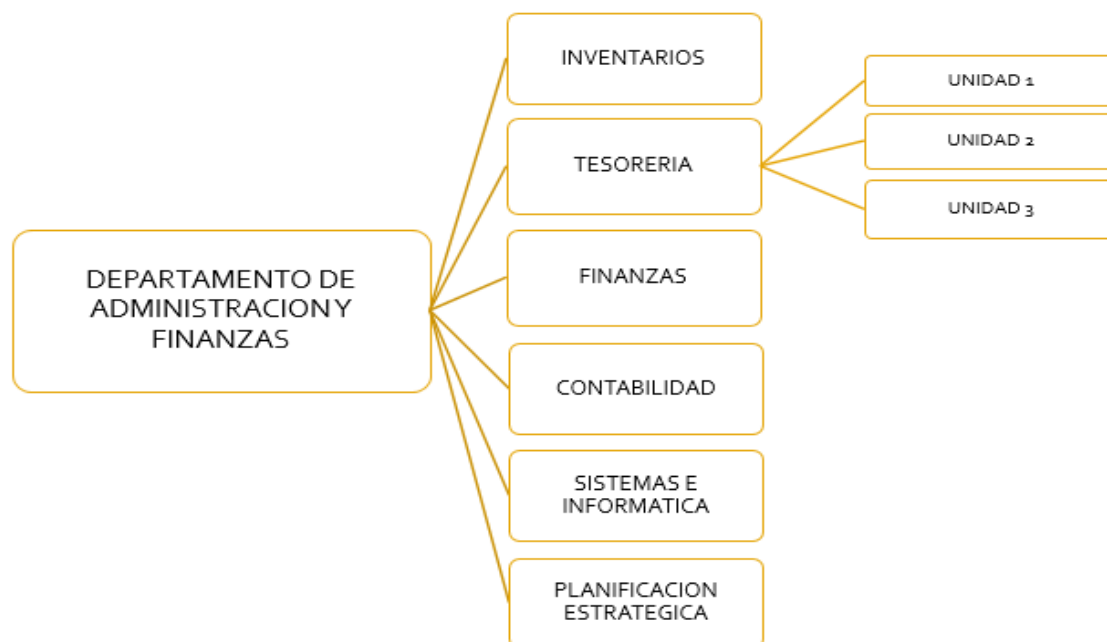 INVENTARIOS
UNIDAD 1
UNIDAD 2
TESORERIA
UNIDAD 3
DEPARTAMENTO DE
ADMINISTRACION Y
FINANZAS
FINANZAS
CONTABILIDAD
SISTEMAS E
INFORMATICA
PLANIFICACION
ESTRATEGICA